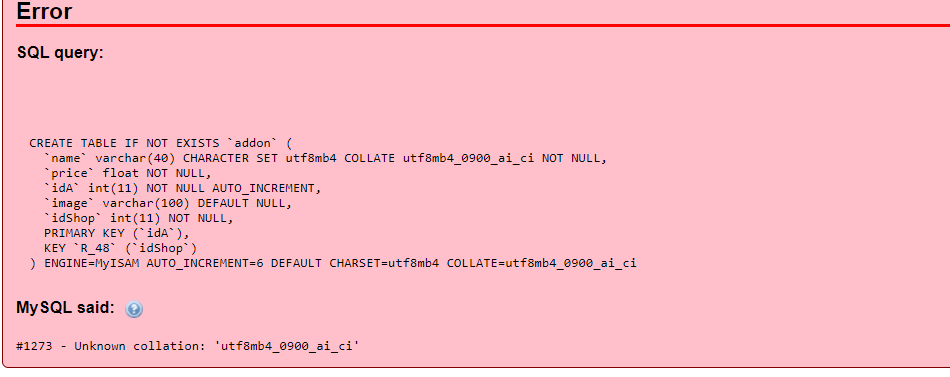 Error
SQL query:
CREATE TABLE IF NOT EXISTS `addon` (
`name` varchar(40) CHARACTER SET utf8mb4 COLLATE utf8mb4_0900_ai_ci NOT NULL,
`price` float NOT NULL,
`idA` int(11) NOT NULL AUTO_INCREMENT,
`image` varchar(100) DEFAULT NULL,
`idShop` int(11) NOT NULL,
PRIMARY KEY (`idA`),
KEY `R_48` (`idShop`)
) ENGINE=MyISAM AUTO_INCREMENT=6 DEFAULT CHARSET=utf8mb4 COLLATE=utf8mb4_0900_ai_ci
MySQL said: ?
#1273 - Unknown collation: 'utf8mb4_0900_ai_ci'